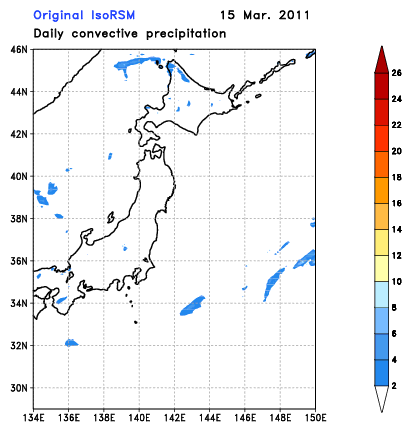 Original IsoRSM 15 Mar. 2011
Daily convective precipitation
46N
44N
42N
40N
38N
36N
34N
32N
30N
134E 136E 138E 140E 142E 144E 146E 148E 150E
26
24
22
20
18
16
14
12
10
8
6
4
2